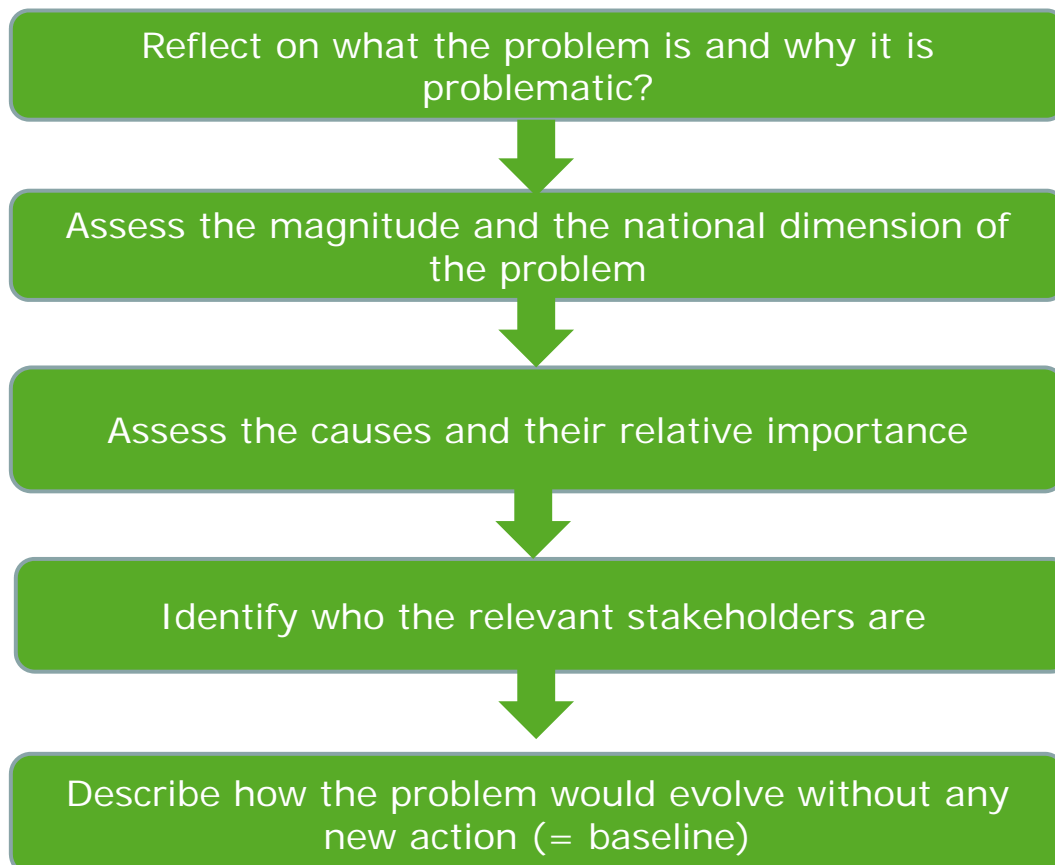 Reflect on what the problem is and why it is
problematic?
Assess the magnitude and the national dimension of
the problem
Assess the causes and their relative importance
Identify who the relevant stakeholders are
Describe how the problem would evolve without any
new action (= baseline)